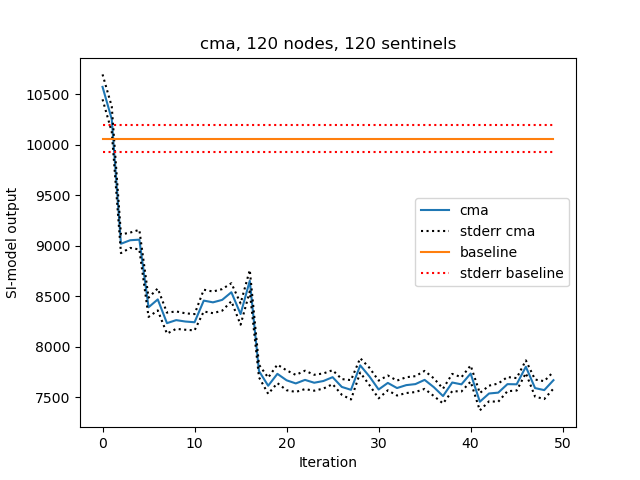 cma, 120 nodes, 120 sentinels
10500
10000
9500
9000
8500
8000
7500
SI-model output
cma
stderr cma
baseline
stderr baseline
0 10 20 30 40 50
Iteration